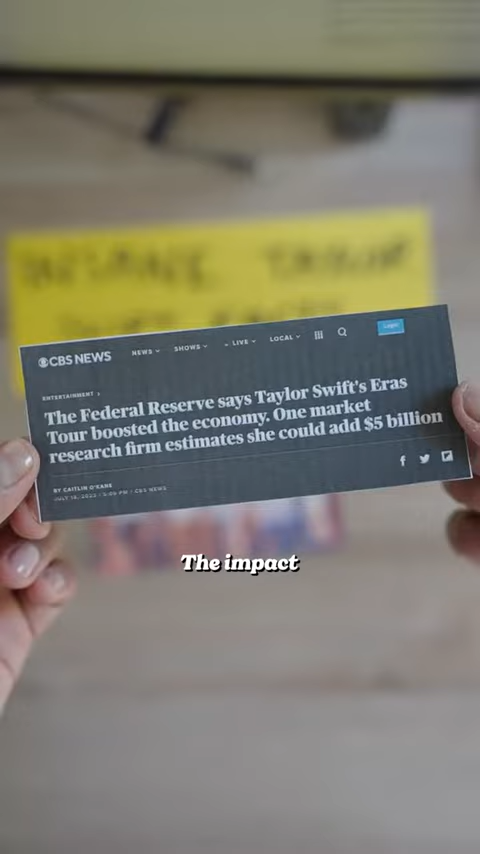 CBS NEWS
NEWS
SHOWS
LIVE
LOCAL
Login
ENTERTAINMENT
The Federal Reserve says Taylor Swift's Eras
Tour boosted the economy. One market
research firm estimates she could add $5 billion
BY CAITLIN O'KANE
The impact